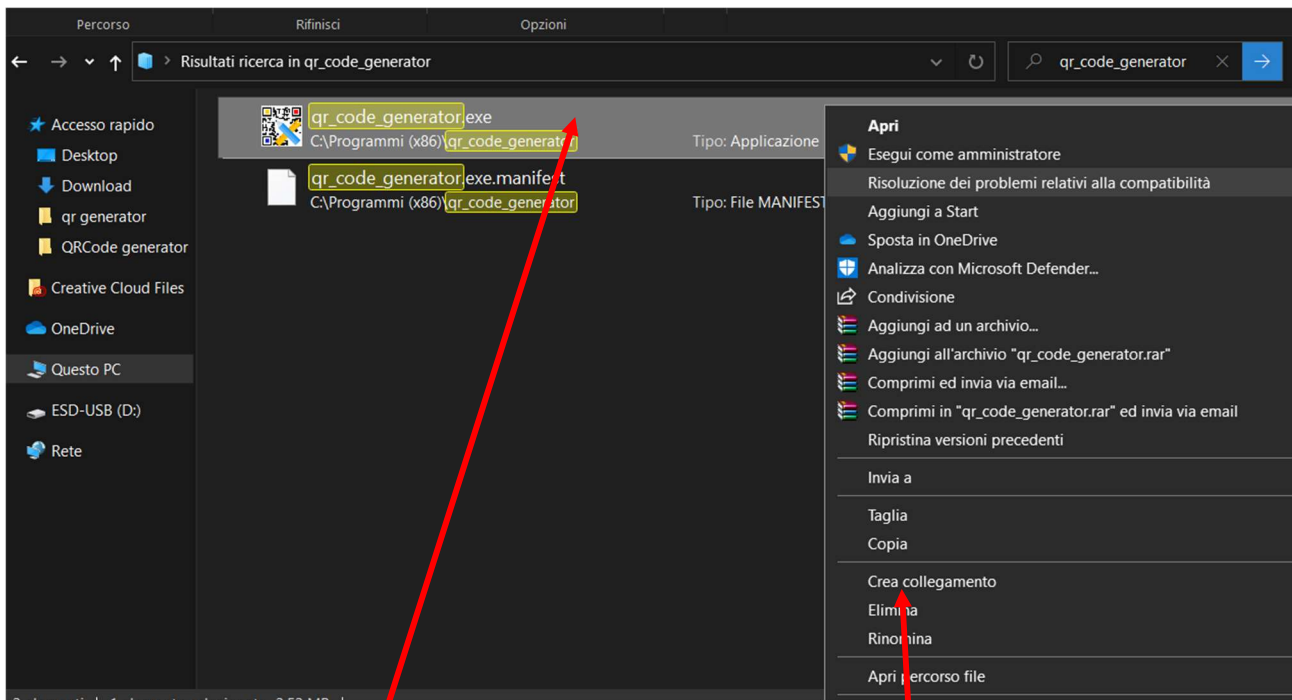 Percorso Rifinisci Opzioni
Risultati ricerca in qr_code_generator
qr_code_generator
Accesso rapido
Desktop
Download
qr generator
QRCode generator
Creative Cloud Files
OneDrive
Questo PC
ESD-USB (D:)
Rete
qr_code_generator.exe
C:\Programmi (x86)\qr_code_generator Tipo: Applicazione
qr_code_generator.exe.manifest
C:\Programmi (x86)\qr_code_generator Tipo: File MANIFEST
Apri
Esegui come amministratore
Risoluzione dei problemi relativi alla compatibilità
Aggiungi a Start
Sposta in OneDrive
Analizza con Microsoft Defender...
Condivisione
Aggiungi ad un archivio...
Aggiungi all'archivio "qr_code_generator.rar"
Comprimi ed invia via email...
Comprimi in "qr_code_generator.rar" ed invia via email
Ripristina versioni precedenti
Invia a
Taglia
Copia
Crea collegamento
Elimina
Rinomina
Apri percorso file